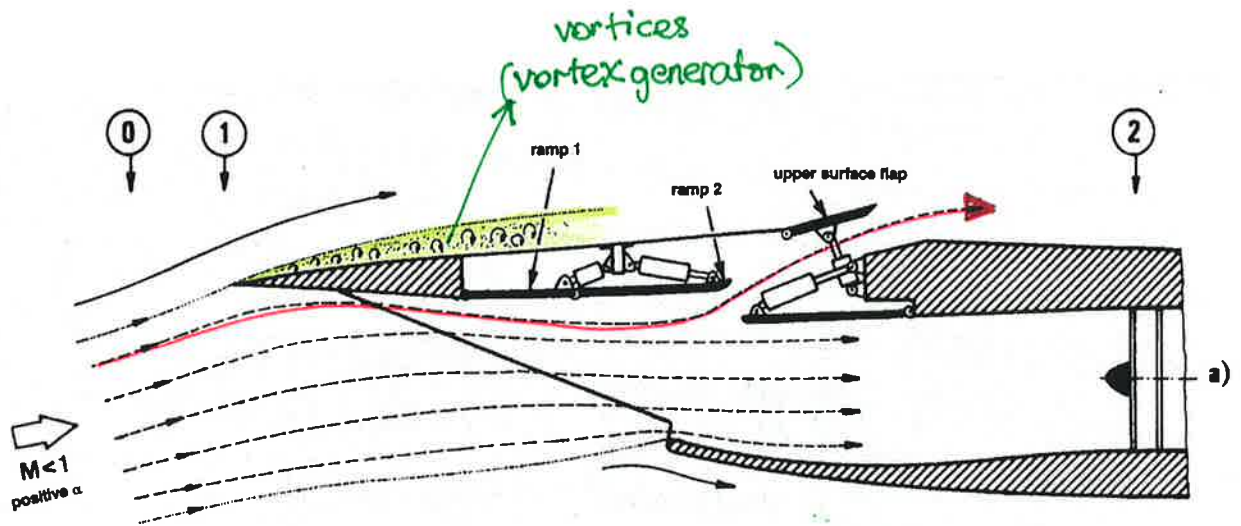 vortices
(vortex generator)
0
1
2
ramp 1
ramp 2
upper surface flap
a)
M<1
positive α